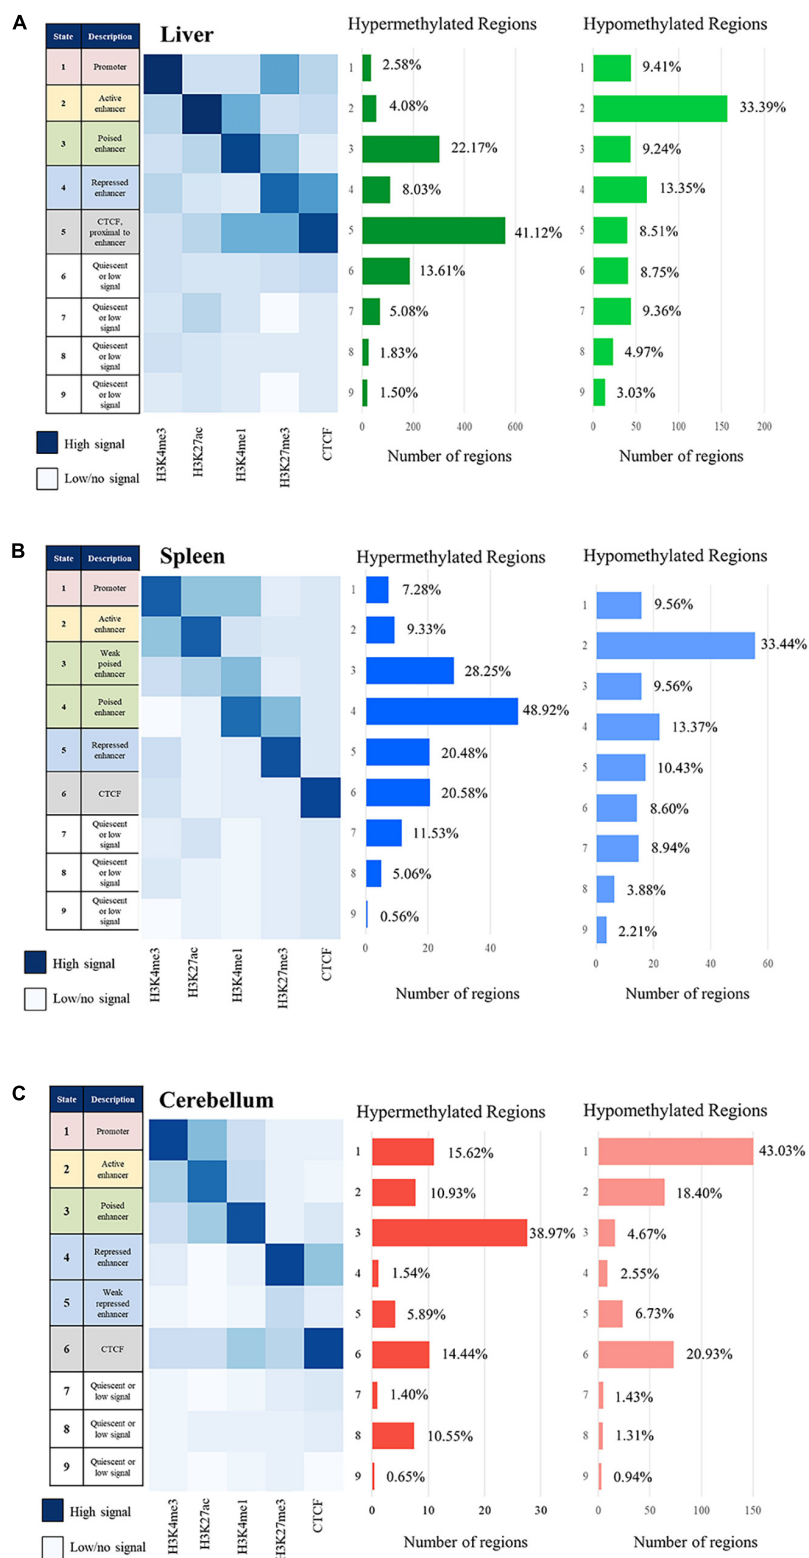 A
State Description
Liver
Hypermethylated Regions
Hypomethylated Regions
1 Promoter
2 Active
enhancer
3 Poised
enhancer
4 Repressed
enhancer
5 CTCF,
proximal to
enhancer
6 Quiescent
or low
signal
7 Quiescent
or low
signal
8 Quiescent
or low
signal
9 Quiescent
or low
signal
High signal
Low/no signal
H3K4me3
H3K27ac
H3K4me1
H3K27me3
CTCF
1 2.58%
2 4.08%
3 22.17%
4 8.03%
5 41.12%
6 13.61%
7 5.08%
8 1.83%
9 1.50%
0 200 400 600
Number of regions
1 9.41%
2 33.39%
3 9.24%
4 13.35%
5 8.51%
6 8.75%
7 9.36%
8 4.97%
9 3.03%
0 50 100 150 200
Number of regions
B
State Description
Spleen
Hypermethylated Regions
Hypomethylated Regions
1 Promoter
2 Active
enhancer
3 Weak
poised
enhancer
4 Poised
enhancer
5 Repressed
enhancer
6 CTCF
7 Quiescent
or low
signal
8 Quiescent
or low
signal
9 Quiescent
or low
signal
High signal
Low/no signal
H3K4me3
H3K27ac
H3K4me1
H3K27me3
CTCF
1 7.28%
2 9.33%
3 28.25%
4 48.92%
5 20.48%
6 20.58%
7 11.53%
8 5.06%
9 0.56%
0 20 40
Number of regions
1 9.56%
2 33.44%
3 9.56%
4 13.37%
5 10.43%
6 8.60%
7 8.94%
8 3.88%
9 2.21%
0 20 40 60
Number of regions
C
State Description
Cerebellum
Hypermethylated Regions
Hypomethylated Regions
1 Promoter
2 Active
enhancer
3 Poised
enhancer
4 Repressed
enhancer
5 Weak
repressed
enhancer
6 CTCF
7 Quiescent or
low signal
8 Quiescent or
low signal
9 Quiescent or
low signal
High signal
Low/no signal
H3K4me3
H3K27ac
H3K4me1
H3K27me3
CTCF
1 15.62%
2 10.93%
3 38.97%
4 1.54%
5 5.89%
6 14.44%
7 1.40%
8 10.55%
9 0.65%
0 10 20 30
Number of regions
1 43.03%
2 18.40%
3 4.67%
4 2.55%
5 6.73%
6 20.93%
7 1.43%
8 1.31%
9 0.94%
0 50 100 150
Number of regions